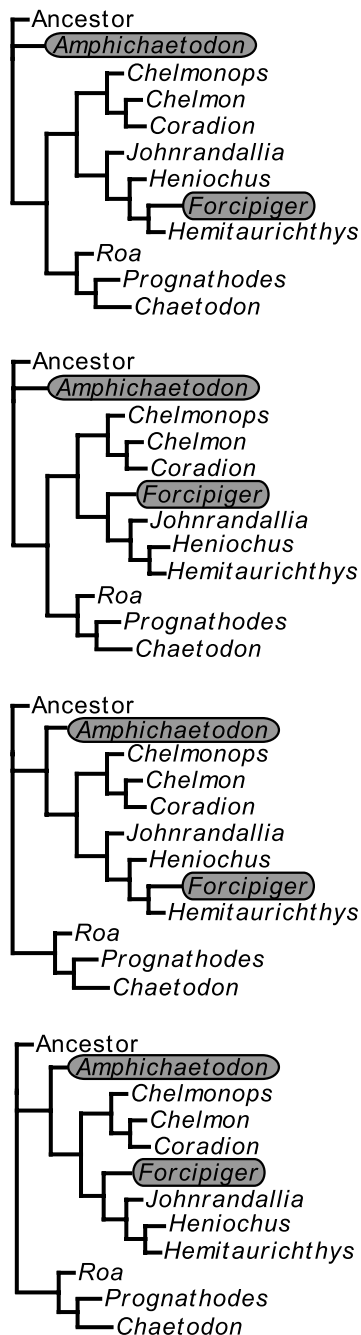 Ancestor
Amphichaetodon
Chelmonops
Chelmon
Coradion
Johnrandallia
Heniochus
Forcipiger
Hemitaurichthys
Roa
Prognathodes
Chaetodon
Ancestor
Amphichaetodon
Chelmonops
Chelmon
Coradion
Forcipiger
Johnrandallia
Heniochus
Hemitaurichthys
Roa
Prognathodes
Chaetodon
Ancestor
Amphichaetodon
Chelmonops
Chelmon
Coradion
Johnrandallia
Heniochus
Forcipiger
Hemitaurichthys
Roa
Prognathodes
Chaetodon
Ancestor
Amphichaetodon
Chelmonops
Chelmon
Coradion
Forcipiger
Johnrandallia
Heniochus
Hemitaurichthys
Roa
Prognathodes
Chaetodon